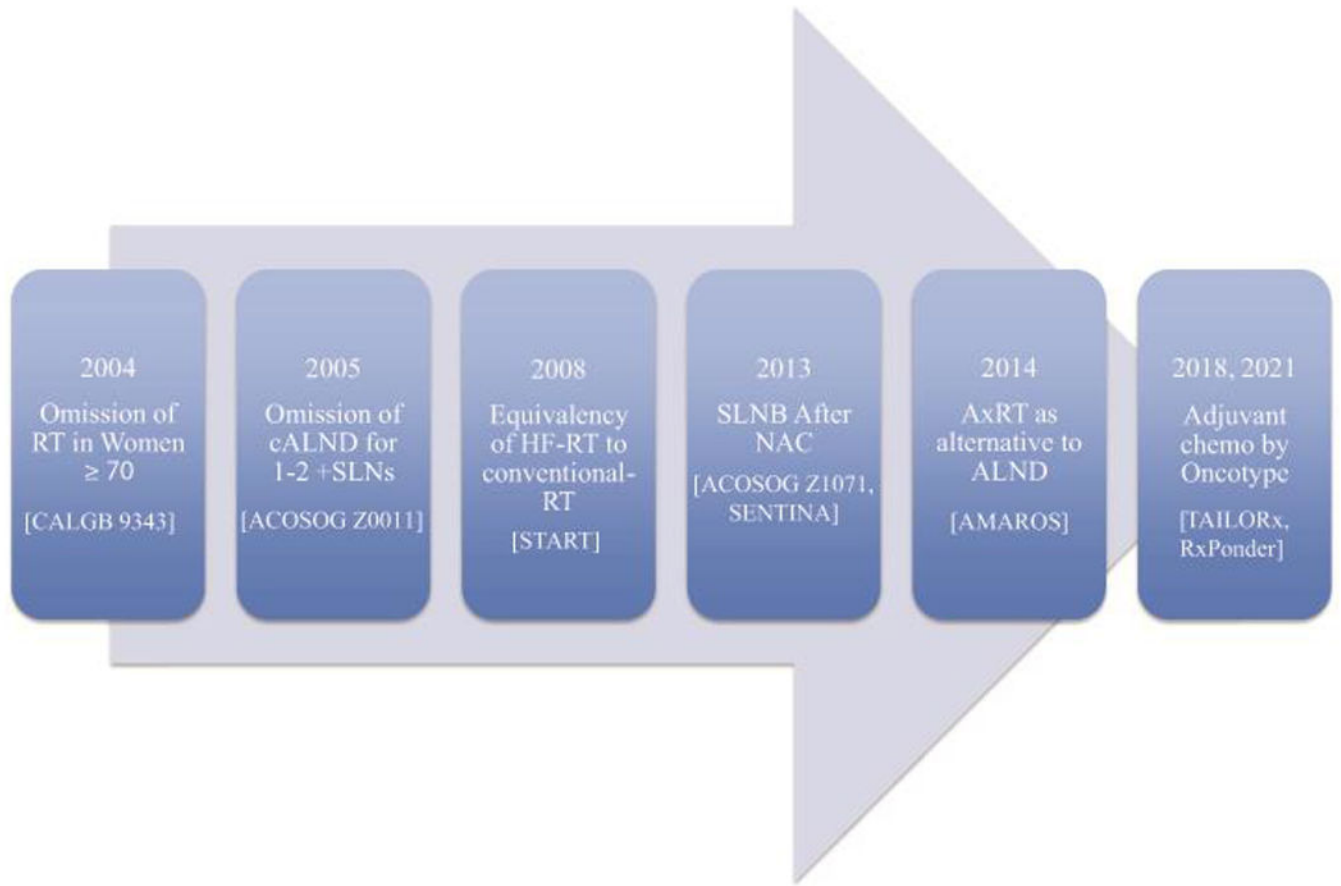 2004
Omission of
RT in Women
≥ 70
[CALGB 9343]
2005
Omission of
cALND for
1-2 +SLNs
[ACOSOG Z0011]
2008
Equivalency
of HF-RT to
conventional-
RT
[START]
2013
SLNB After
NAC
[ACOSOG Z1071,
SENTINA]
2014
AxRT as
alternative to
ALND
[AMAROS]
2018, 2021
Adjuvant
chemo by
Oncotype
[TAILORx,
RxPonder]